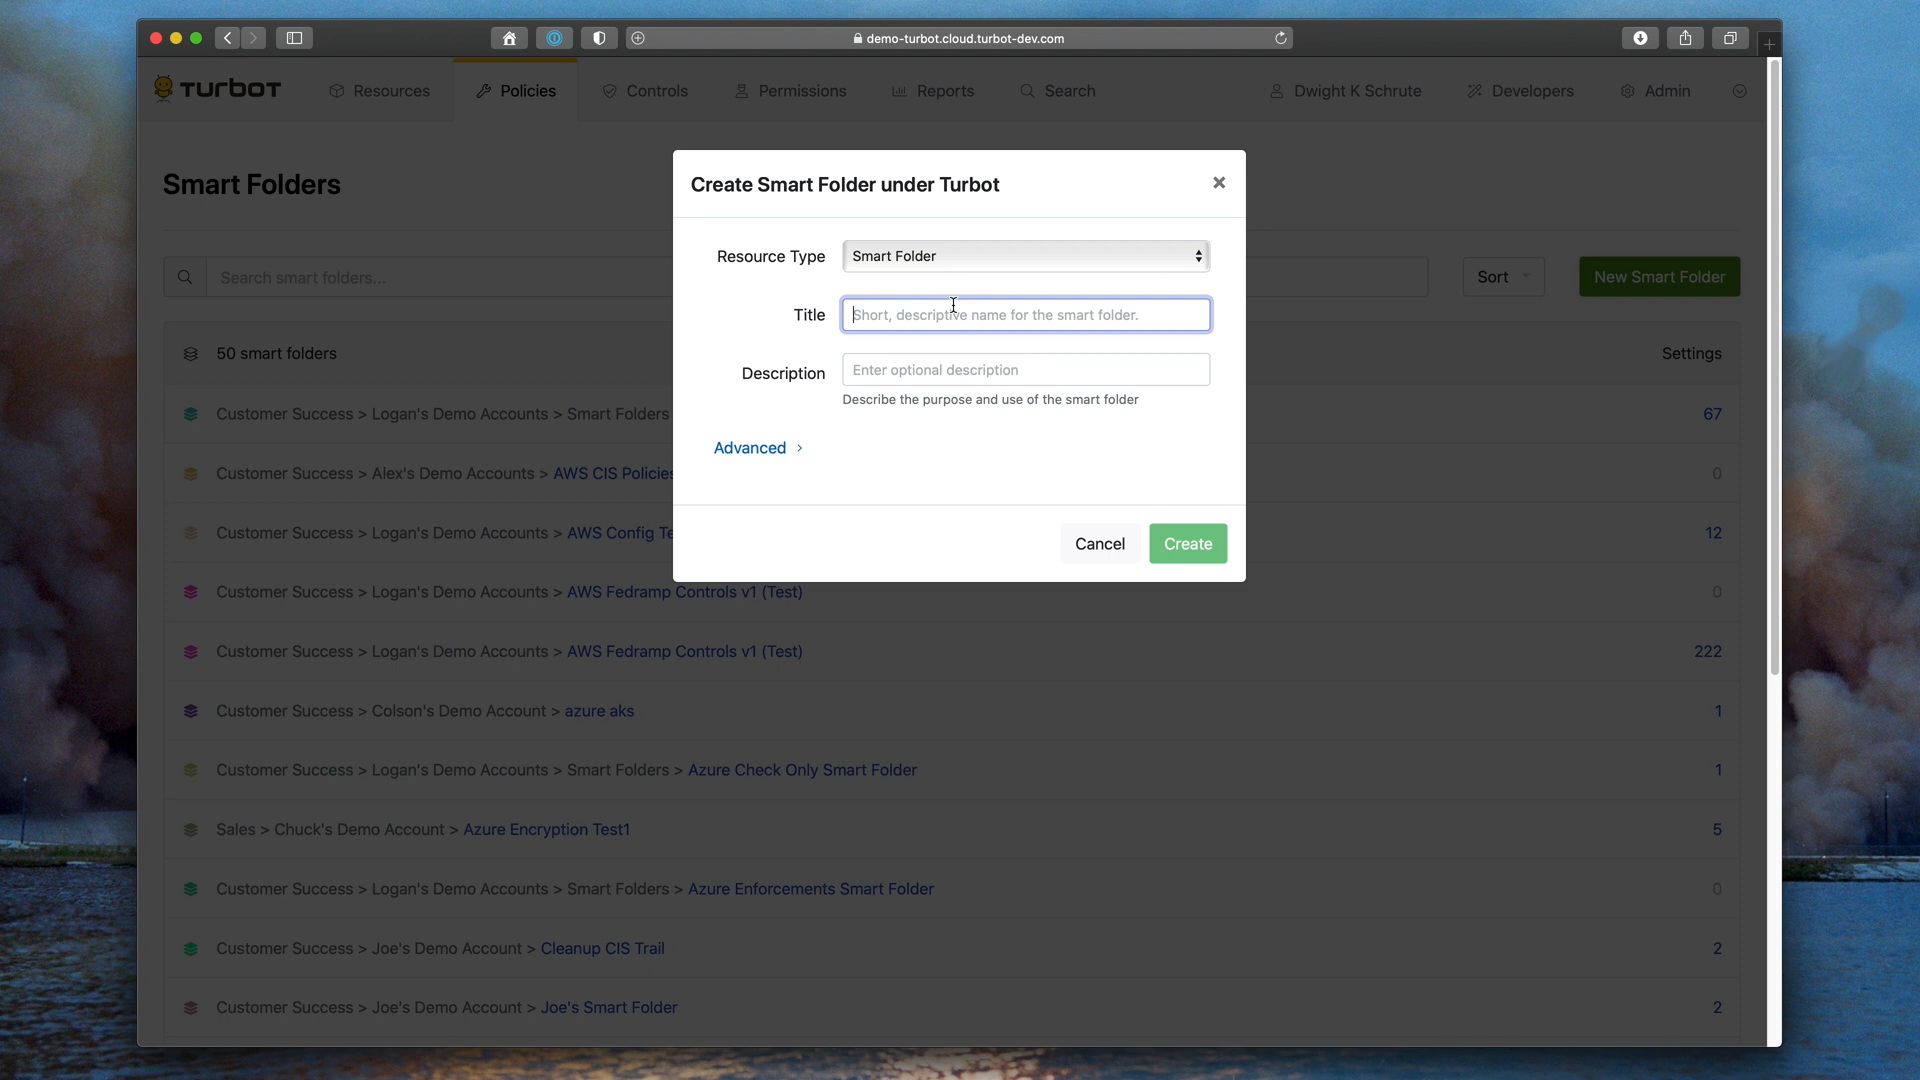 demo-turbot.cloud.turbot-dev.com
TURBOT
Resources
Policies
Controls
Permissions
Reports
Search
Dwight K Schrute
Developers
Admin
Smart Folders
Search smart folders...
Sort
New Smart Folder
50 smart folders
Settings
Customer Success > Logan's Demo Accounts > Smart Folders
67
Customer Success > Alex's Demo Accounts > AWS CIS Policies
0
Customer Success > Logan's Demo Accounts > AWS Config Te
12
Customer Success > Logan's Demo Accounts > AWS Fedramp Controls v1 (Test)
0
Customer Success > Logan's Demo Accounts > AWS Fedramp Controls v1 (Test)
222
Customer Success > Colson's Demo Account > azure aks
1
Customer Success > Logan's Demo Accounts > Smart Folders > Azure Check Only Smart Folder
1
Sales > Chuck's Demo Account > Azure Encryption Test1
5
Customer Success > Logan's Demo Accounts > Smart Folders > Azure Enforcements Smart Folder
0
Customer Success > Joe's Demo Account > Cleanup CIS Trail
2
Customer Success > Joe's Demo Account > Joe's Smart Folder
2
Create Smart Folder under Turbot
Resource Type
Smart Folder
Title
Short, descriptive name for the smart folder.
Description
Enter optional description
Describe the purpose and use of the smart folder
Advanced >
Cancel
Create